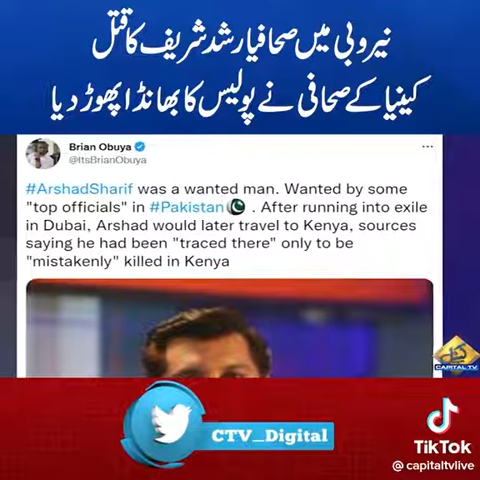 نیروبی میں صحافی ارشد شریف کا قتل
کینیا کے صحافی نے پولیس کا بھانڈا پھوڑ دیا
Brian Obuya
@ItsBrianObuya
#ArshadSharif was a wanted man. Wanted by some
"top officials" in #Pakistan . After running into exile
in Dubai, Arshad would later travel to Kenya, sources
saying he had been "traced there" only to be
"mistakenly" killed in Kenya
CAPITAL TV
CTV_Digital
TikTok
@ capitaltvlive